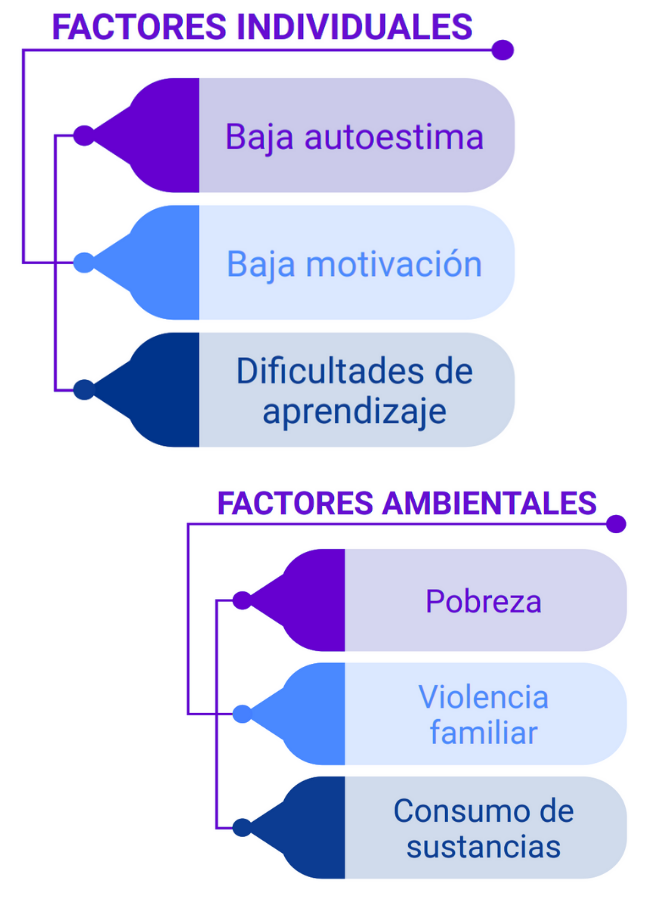 FACTORES INDIVIDUALES
Baja autoestima
Baja motivación
Dificultades de
aprendizaje
FACTORES AMBIENTALES
Pobreza
Violencia
familiar
Consumo de
sustancias